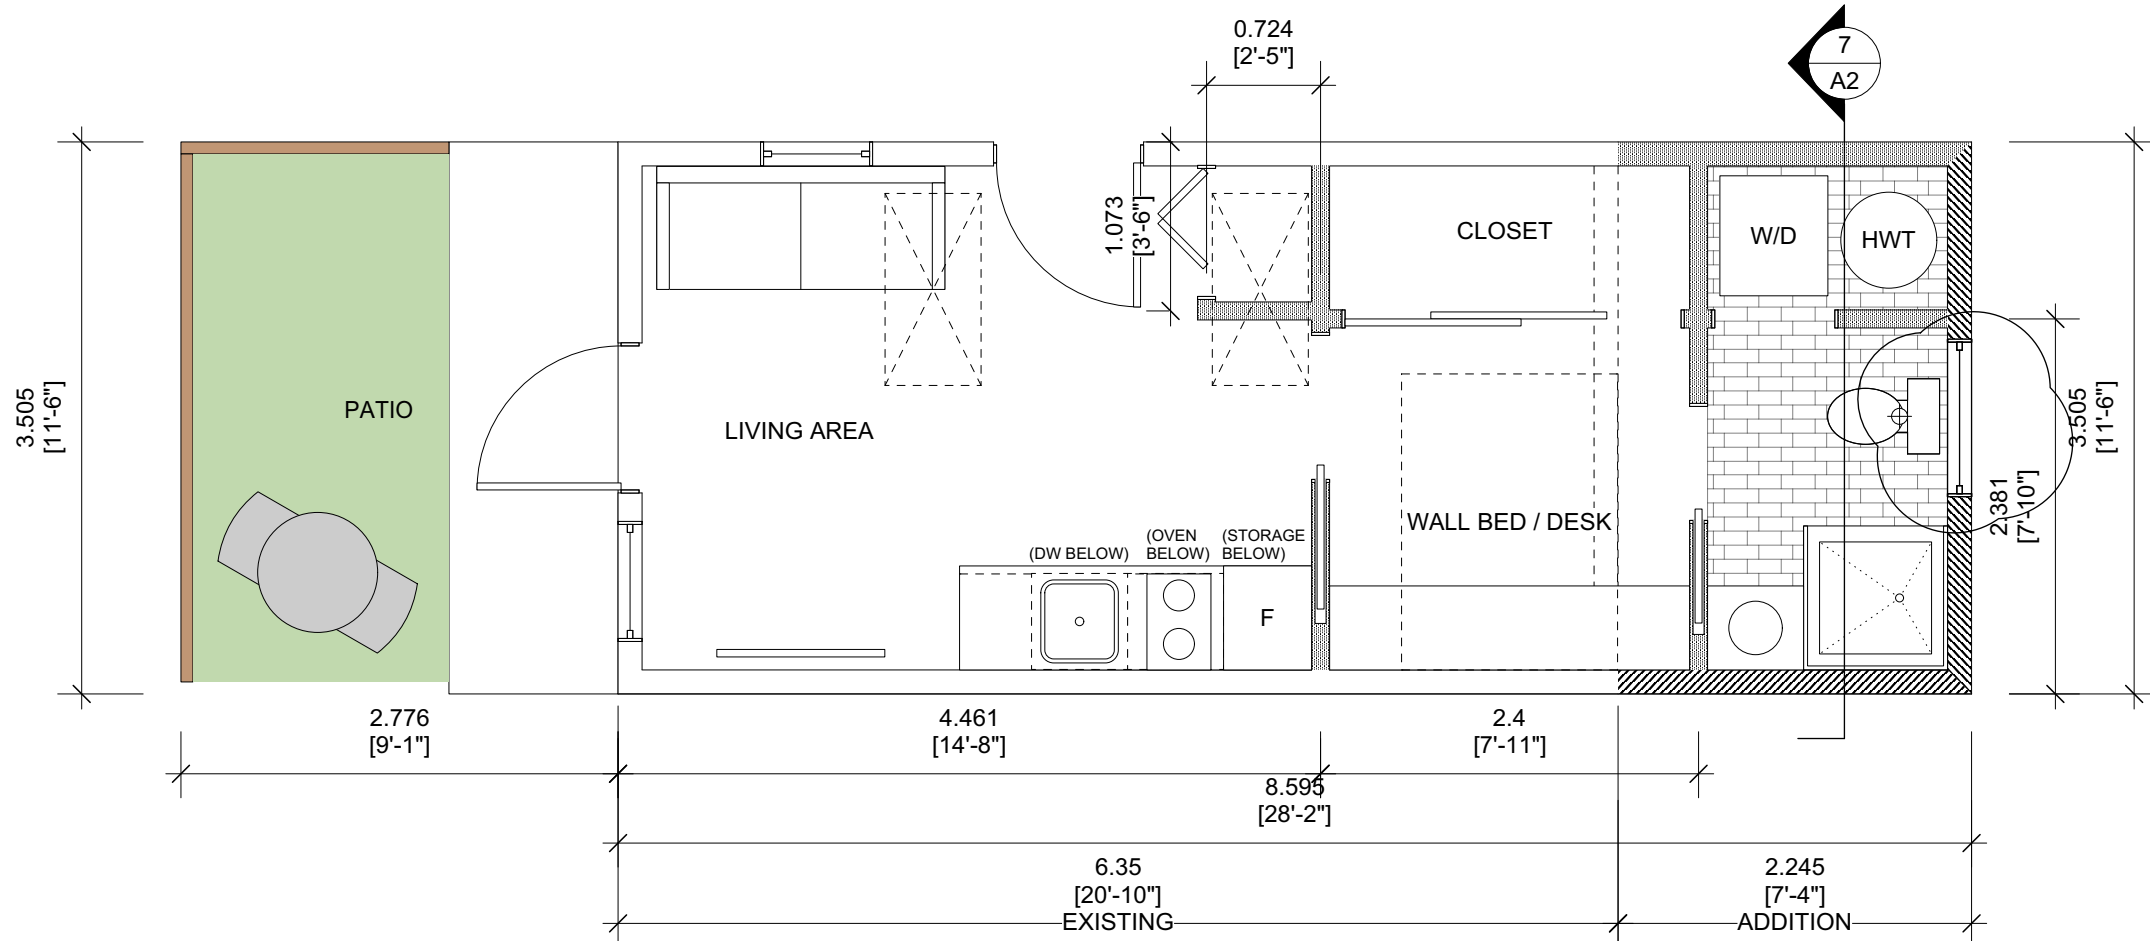 0.724
[2'-5"]
7
A2
1.073
[3'-6"]
CLOSET
W/D
HWT
3.505
[11'-6"]
PATIO
LIVING AREA
3.505
[11'-6"]
2.381
[7'-10"]
WALL BED / DESK
(DW BELOW)
(OVEN
BELOW)
(STORAGE
BELOW)
F
2.776
[9'-1"]
4.461
[14'-8"]
2.4
[7'-11"]
8.595
[28'-2"]
6.35
[20'-10"]
EXISTING
2.245
[7'-4"]
ADDITION